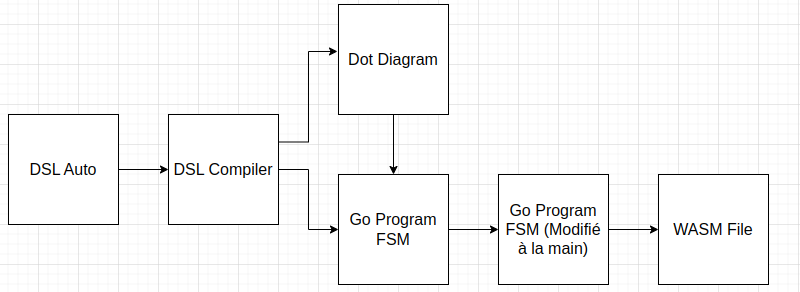 Dot Diagram
DSL Auto
DSL Compiler
Go Program
FSM
Go Program
FSM (Modifié
à la main)
WASM File